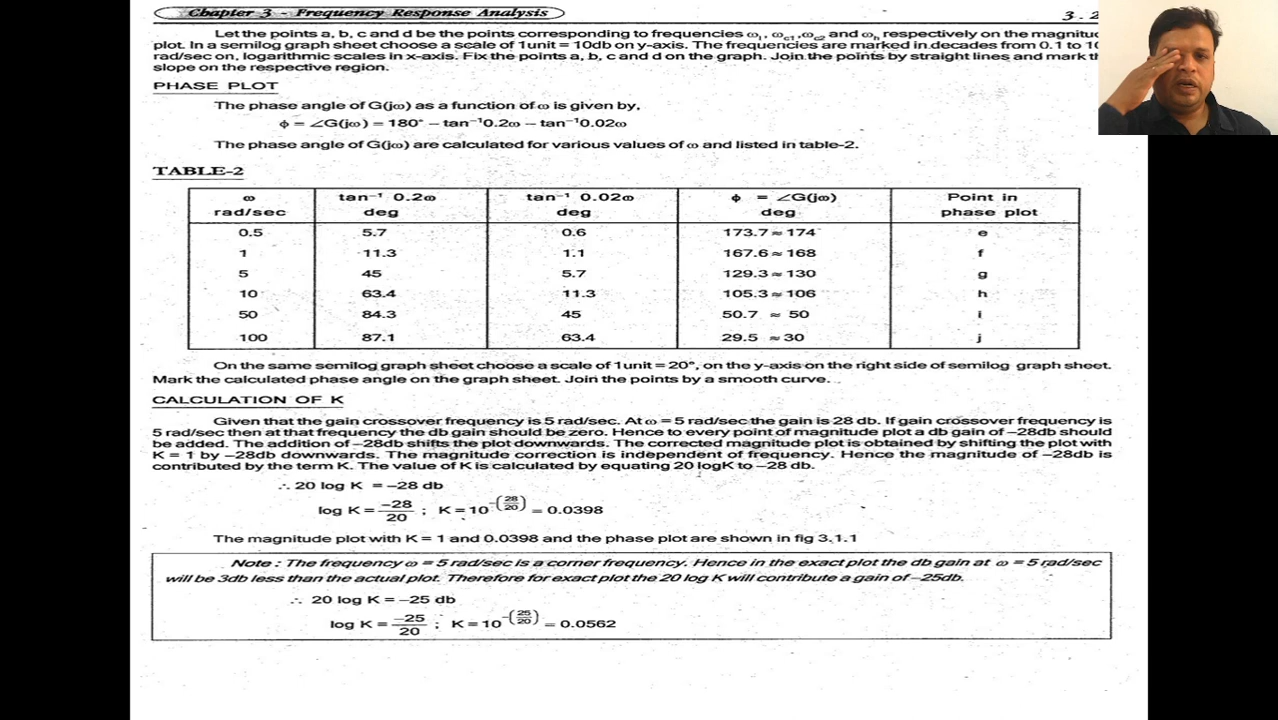 Chapter 3 - Frequency Response Analysis 3.2
Let the points a, b, c and d be the points corresponding to frequencies ωl, ωc1, ωc2 and ωh respectively on the magnitu
plot. In a semilog graph sheet choose a scale of 1unit = 10db on y-axis. The frequencies are marked in decades from 0.1 to 10
rad/sec on, logarithmic scales in x-axis. Fix the points a, b, c and d on the graph. Join the points by straight lines and mark th
slope on the respective region.
PHASE PLOT
The phase angle of G(jω) as a function of ω is given by,
ϕ = ∠G(jω) = 180° − tan⁻¹0.2ω − tan⁻¹0.02ω
The phase angle of G(jω) are calculated for various values of ω and listed in table-2.
TABLE-2
ω tan⁻¹ 0.2ω tan⁻¹ 0.02ω ϕ = ∠G(jω) Point in
rad/sec deg deg deg phase plot
0.5 5.7 0.6 173.7 ≈ 174 e
1 11.3 1.1 167.6 ≈ 168 f
5 45 5.7 129.3 ≈ 130 g
10 63.4 11.3 105.3 ≈ 106 h
50 84.3 45 50.7 ≈ 50 i
100 87.1 63.4 29.5 ≈ 30 j
On the same semilog graph sheet choose a scale of 1unit = 20°, on the y-axis on the right side of semilog graph sheet.
Mark the calculated phase angle on the graph sheet. Join the points by a smooth curve.
CALCULATION OF K
Given that the gain crossover frequency is 5 rad/sec. At ω = 5 rad/sec the gain is 28 db. If gain crossover frequency is
5 rad/sec then at that frequency the db gain should be zero. Hence to every point of magnitude plot a db gain of −28db should
be added. The addition of −28db shifts the plot downwards. The corrected magnitude plot is obtained by shifting the plot with
K = 1 by −28db downwards. The magnitude correction is independent of frequency. Hence the magnitude of −28db is
contributed by the term K. The value of K is calculated by equating 20 logK to −28 db.
∴ 20 log K = −28 db
log K = −28/20 ; K = 10^−(28/20) = 0.0398
The magnitude plot with K = 1 and 0.0398 and the phase plot are shown in fig 3.1.1
Note : The frequency ω = 5 rad/sec is a corner frequency. Hence in the exact plot the db gain at ω = 5 rad/sec
will be 3db less than the actual plot. Therefore for exact plot the 20 log K will contribute a gain of −25db.
∴ 20 log K = −25 db
log K = −25/20 ; K = 10^−(25/20) = 0.0562